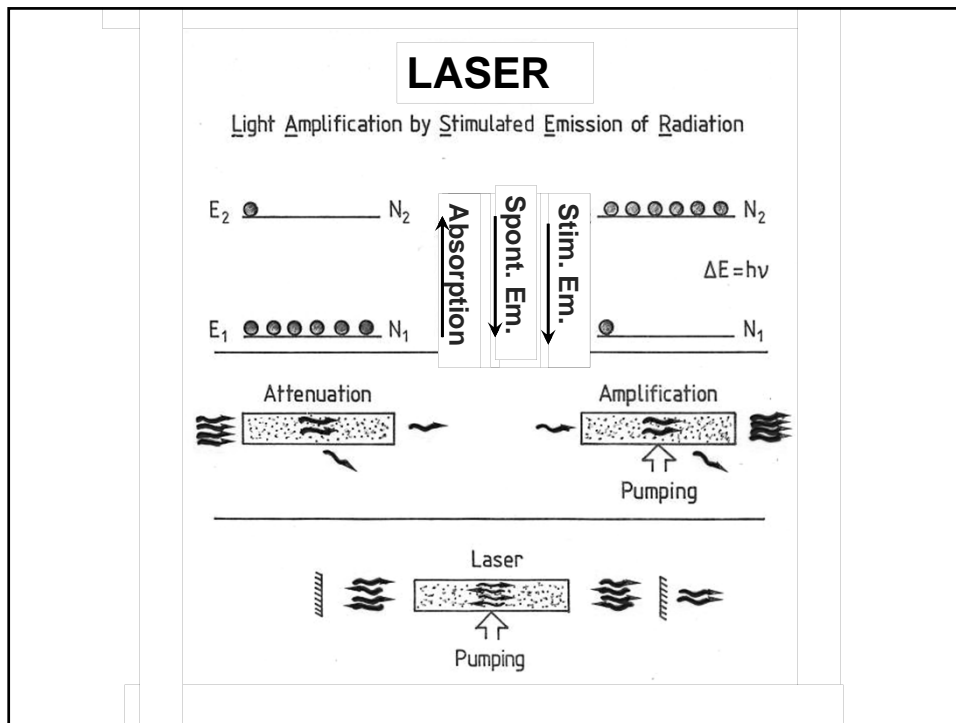 LASER
Light Amplification by Stimulated Emission of Radiation
E₂ N₂
Absorption
Spont. Em.
Stim. Em.
N₂
ΔE=hν
E₁ N₁
N₁
Attenuation
Amplification
Pumping
Laser
Pumping